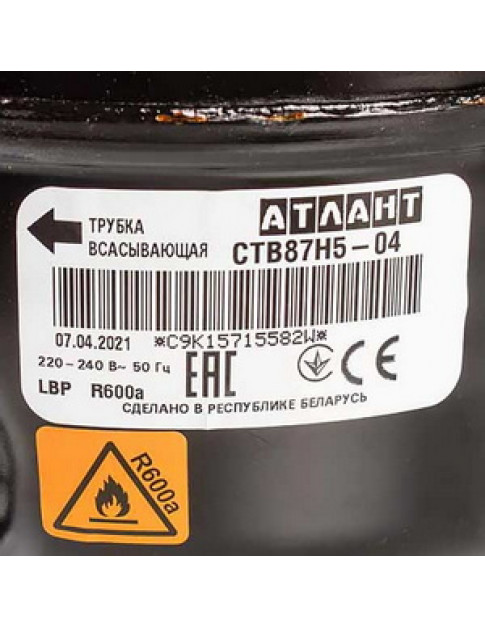 АТЛАНТ
ТРУБКА
ВСАСЫВАЮЩАЯ
СТВ87Н5-04
07.04.2021 *C9K15715582W*
220-240 В~ 50 Гц
LBP R600a
EAC
CE
СДЕЛАНО В РЕСПУБЛИКЕ БЕЛАРУСЬ
R600a